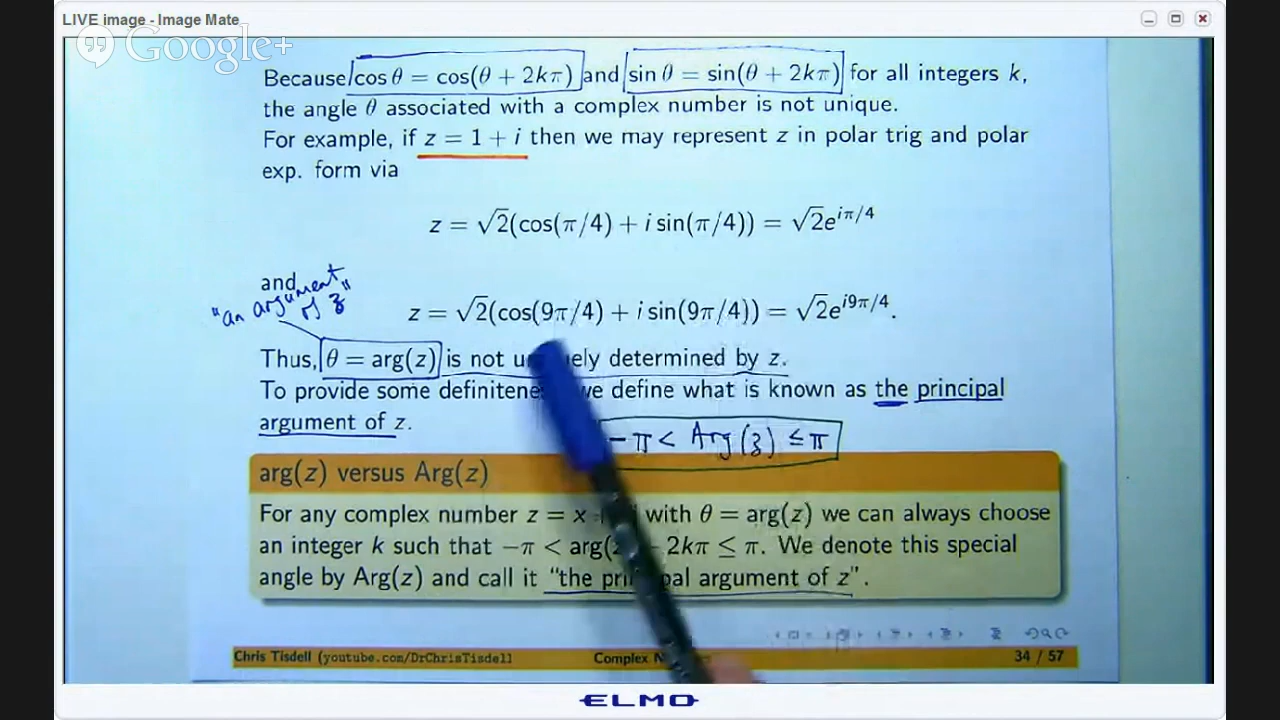 LIVE image - Image Mate
Google+
Because cos θ = cos(θ + 2kπ) and sin θ = sin(θ + 2kπ) for all integers k,
the angle θ associated with a complex number is not unique.
For example, if z = 1 + i then we may represent z in polar trig and polar
exp. form via
z = √2(cos(π/4) + i sin(π/4)) = √2e^{iπ/4}
and
"an argument
of z"
z = √2(cos(9π/4) + i sin(9π/4)) = √2e^{i9π/4}.
Thus, θ = arg(z) is not determined by z.
To provide some we define what is known as the principal
argument of z.
-π < Arg(z) ≤ π
arg(z) versus Arg(z)
For any complex number z = x with θ = arg(z) we can always choose
an integer k such that −π < arg( 2kπ ≤ π. We denote this special
angle by Arg(z) and call it "the argument of z".
Chris Tisdell (youtube.com/DrChrisTisdell
Complex
34 / 57
ELMO